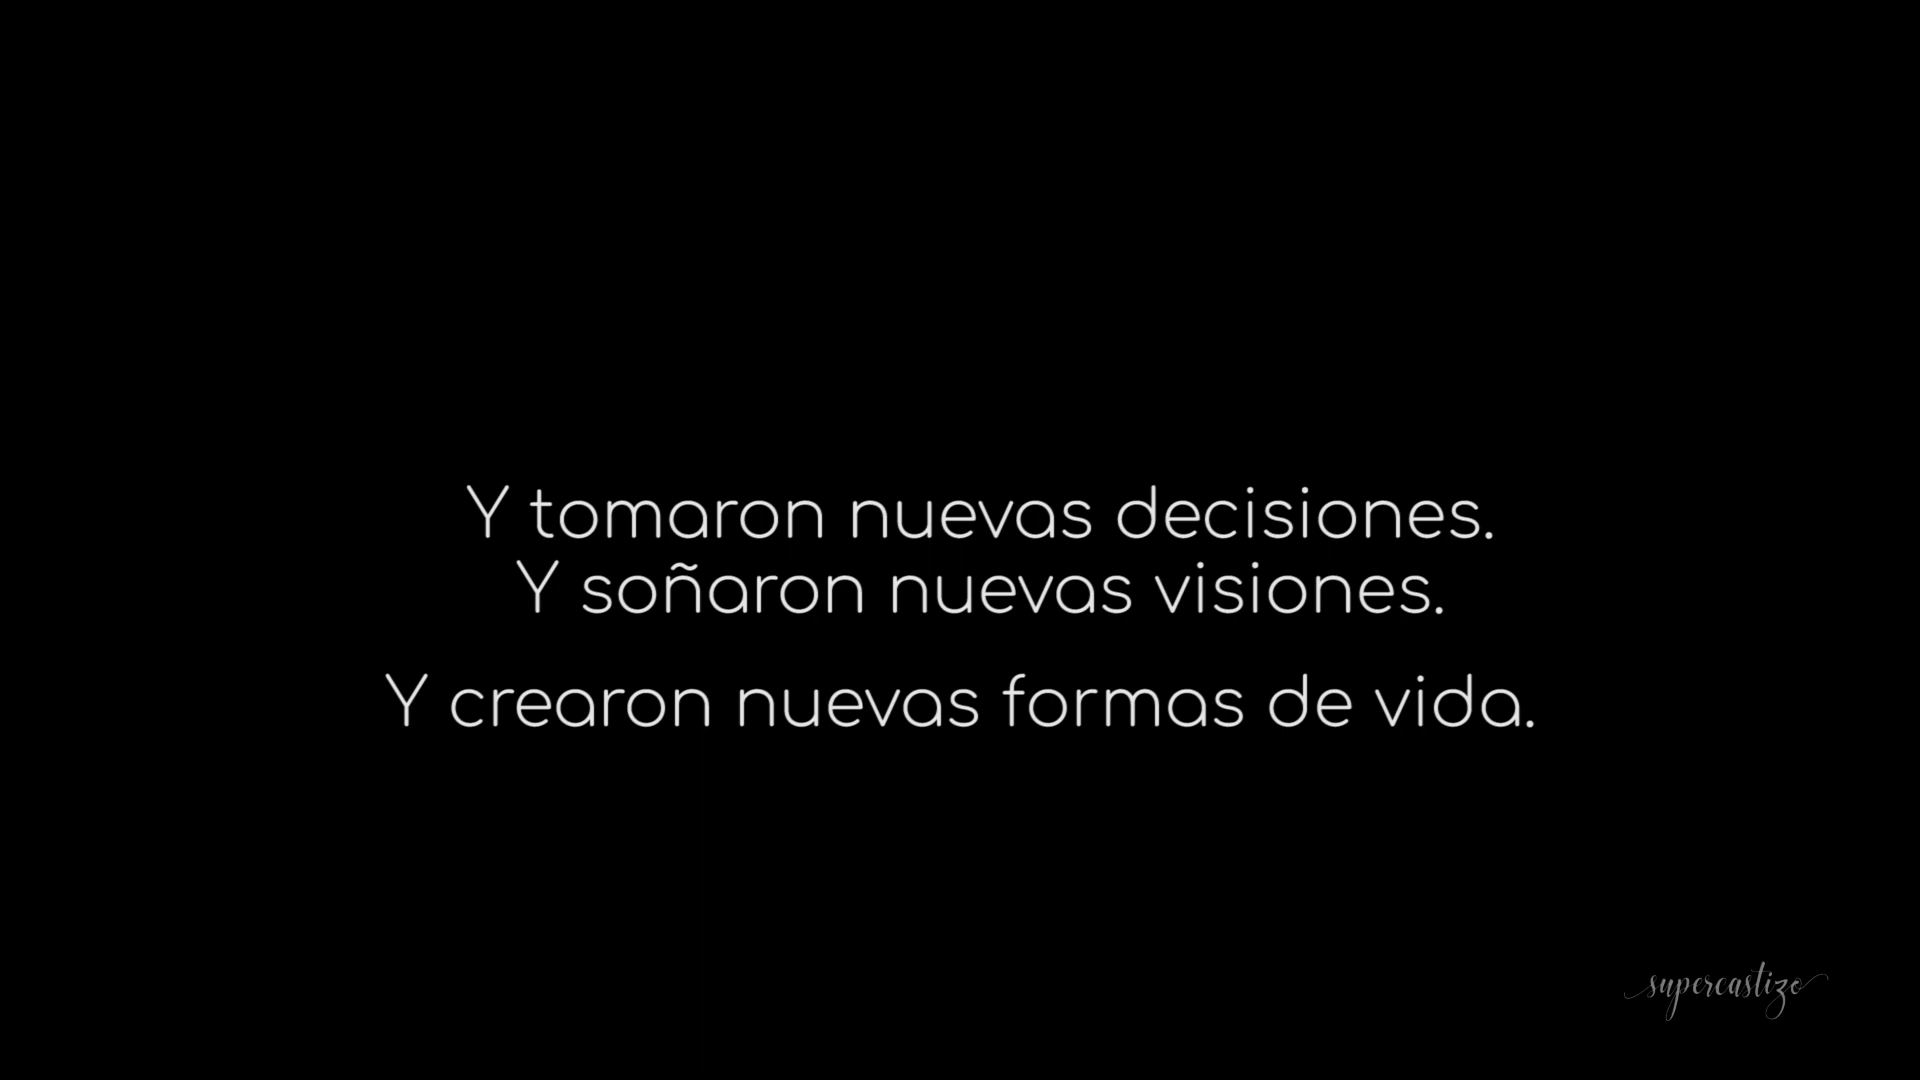 Y tomaron nuevas decisiones.
Y soñaron nuevas visiones.
Y crearon nuevas formas de vida.
supercastizo